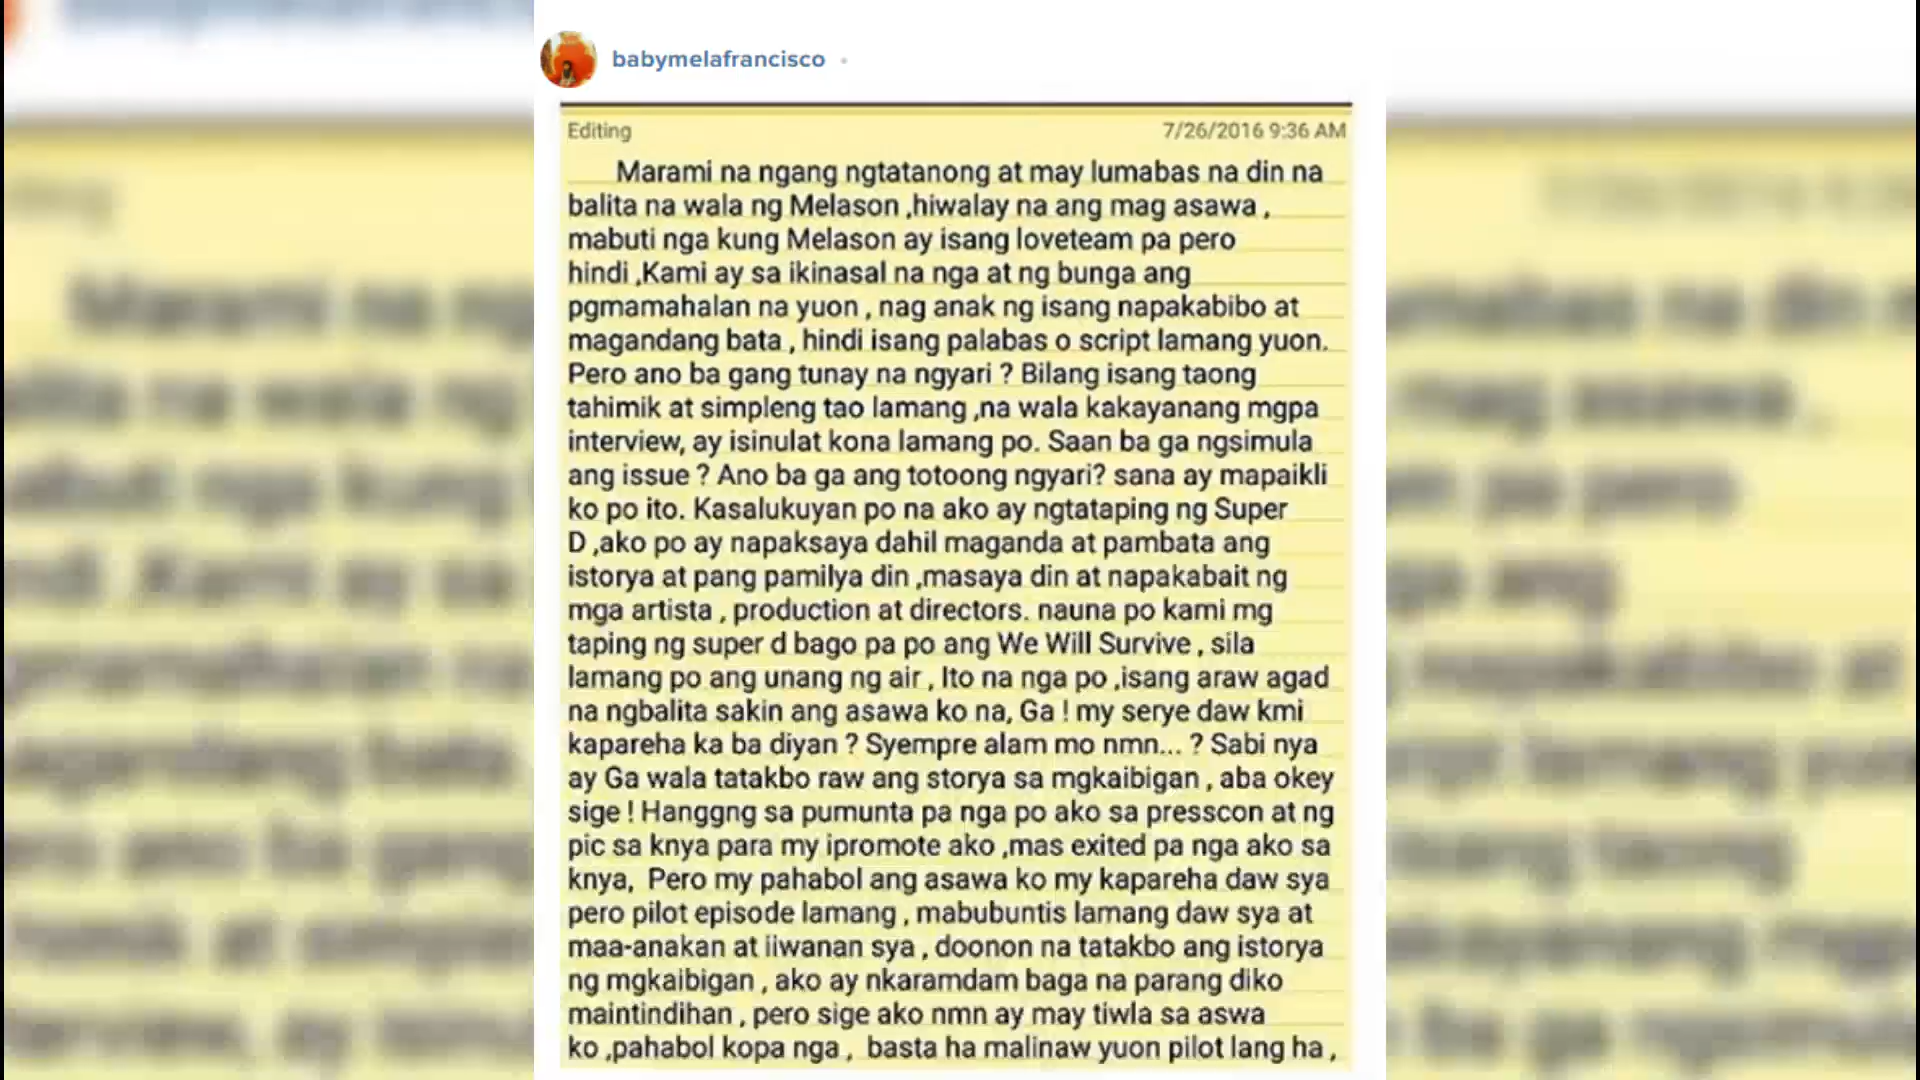 babymelafrancisco
Editing 7/26/2016 9:36 AM
Marami na ngang ngtatanong at may lumabas na din na
balita na wala ng Melason ,hiwalay na ang mag asawa ,
mabuti nga kung Melason ay isang loveteam pa pero
hindi ,Kami ay sa ikinasal na nga at ng bunga ang
pgmamahalan na yuon , nag anak ng isang napakabibo at
magandang bata , hindi isang palabas o script lamang yuon.
Pero ano ba gang tunay na ngyari ? Bilang isang taong
tahimik at simpleng tao lamang ,na wala kakayanang mgpa
interview, ay isinulat kona lamang po. Saan ba ga ngsimula
ang issue ? Ano ba ga ang totoong ngyari? sana ay mapaikli
ko po ito. Kasalukuyan po na ako ay ngtataping ng Super
D ,ako po ay napaksaya dahil maganda at pambata ang
istorya at pang pamilya din ,masaya din at napakabait ng
mga artista , production at directors. nauna po kami mg
taping ng super d bago pa po ang We Will Survive , sila
lamang po ang unang ng air , Ito na nga po ,isang araw agad
na ngbalita sakin ang asawa ko na, Ga ! my serye daw kmi
kapareha ka ba diyan ? Syempre alam mo nmn... ? Sabi nya
ay Ga wala tatakbo raw ang storya sa mgkaibigan , aba okey
sige ! Hanggng sa pumunta pa nga po ako sa presscon at ng
pic sa knya para my ipromote ako ,mas exited pa nga ako sa
knya, Pero my pahabol ang asawa ko my kapareha daw sya
pero pilot episode lamang , mabubuntis lamang daw sya at
maa-anakan at iiwanan sya , doonon na tatakbo ang istorya
ng mgkaibigan , ako ay nkaramdam baga na parang diko
maintindihan , pero sige ako nmn ay may tiwla sa aswa
ko ,pahabol kopa nga , basta ha malinaw yuon pilot lang ha ,